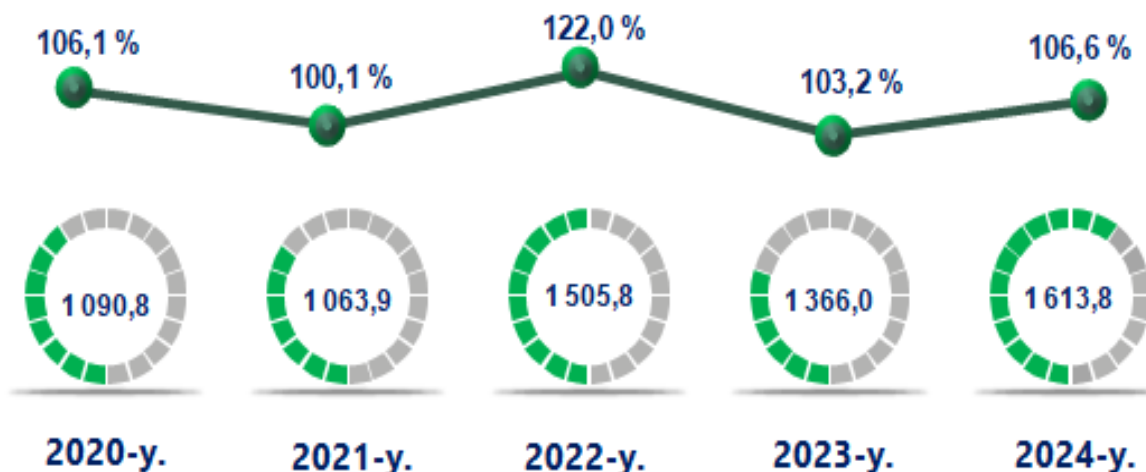 106,1 %
100,1 %
122,0 %
103,2 %
106,6 %
1 090,8
1 063,9
1 505,8
1 366,0
1 613,8
2020-y.
2021-y.
2022-y.
2023-y.
2024-y.